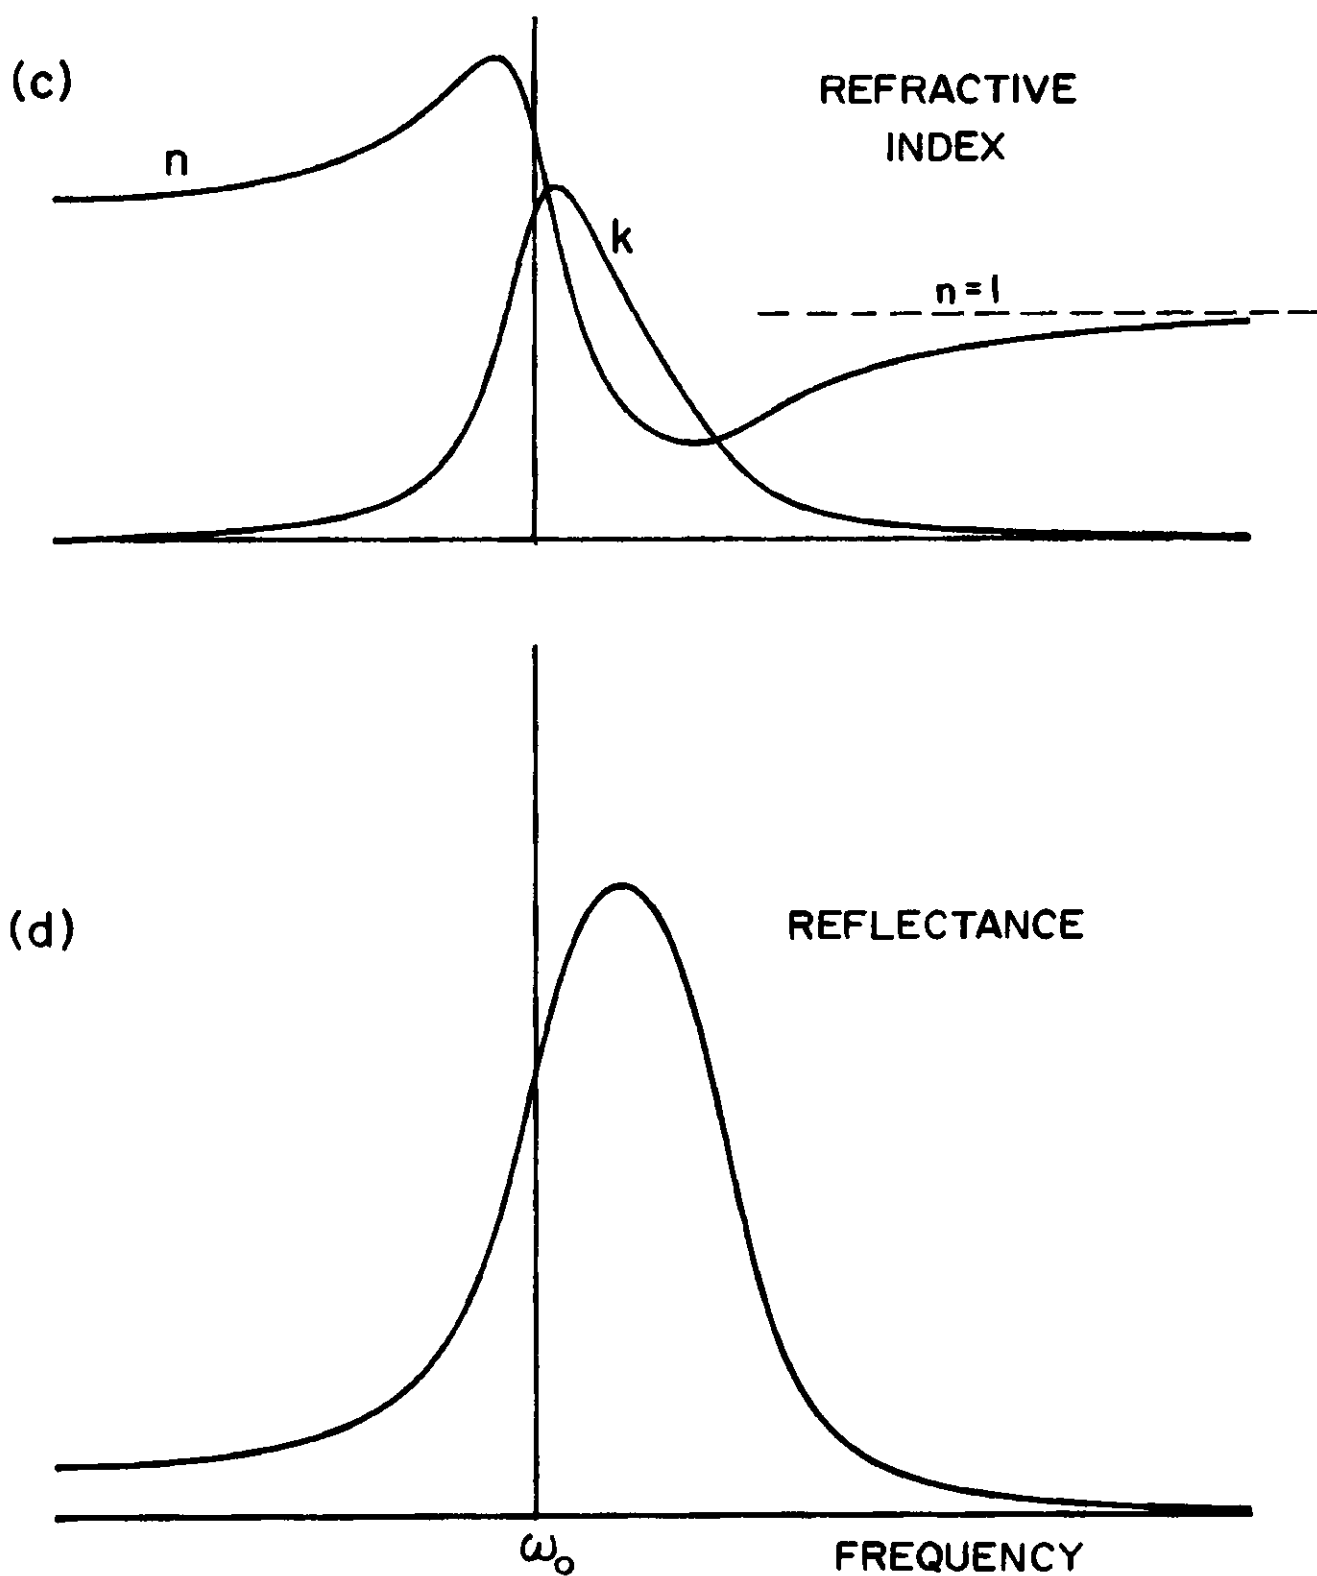 (c)
REFRACTIVE
INDEX
n
k
n=1
(d)
REFLECTANCE
ω₀
FREQUENCY